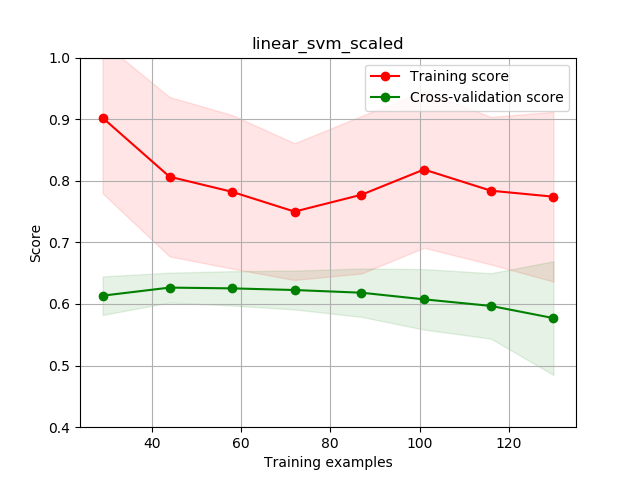 linear_svm_scaled
1.0
0.9
0.8
0.7
0.6
0.5
0.4
Score
Training score
Cross-validation score
40 60 80 100 120
Training examples